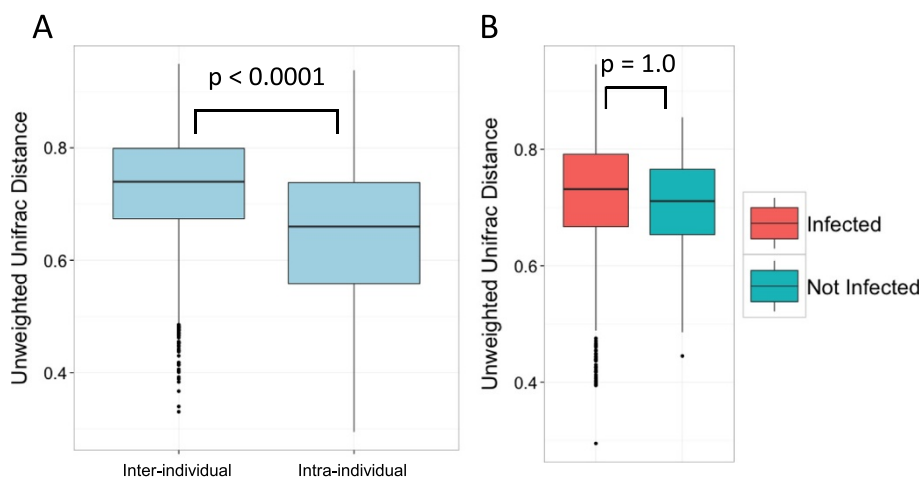 A
p < 0.0001
Unweighted Unifrac Distance
0.8
0.6
0.4
Inter-individual
Intra-individual
B
p = 1.0
Unweighted Unifrac Distance
0.8
0.6
0.4
Infected
Not Infected